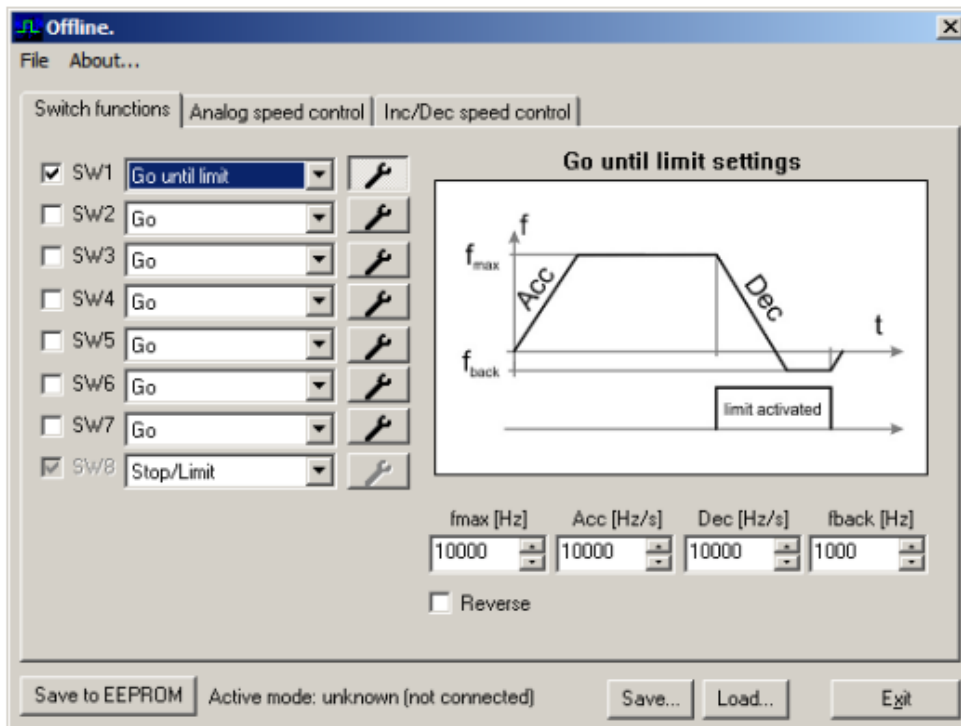 Offline.
File About...
Switch functions Analog speed control Inc/Dec speed control
SW1 Go until limit
SW2 Go
SW3 Go
SW4 Go
SW5 Go
SW6 Go
SW7 Go
SW8 Stop/Limit
Go until limit settings
f
fmax
Acc
Dec
t
fback
limit activated
fmax [Hz] Acc [Hz/s] Dec [Hz/s] fback [Hz]
10000 10000 10000 1000
Reverse
Save to EEPROM Active mode: unknown (not connected) Save... Load... Exit